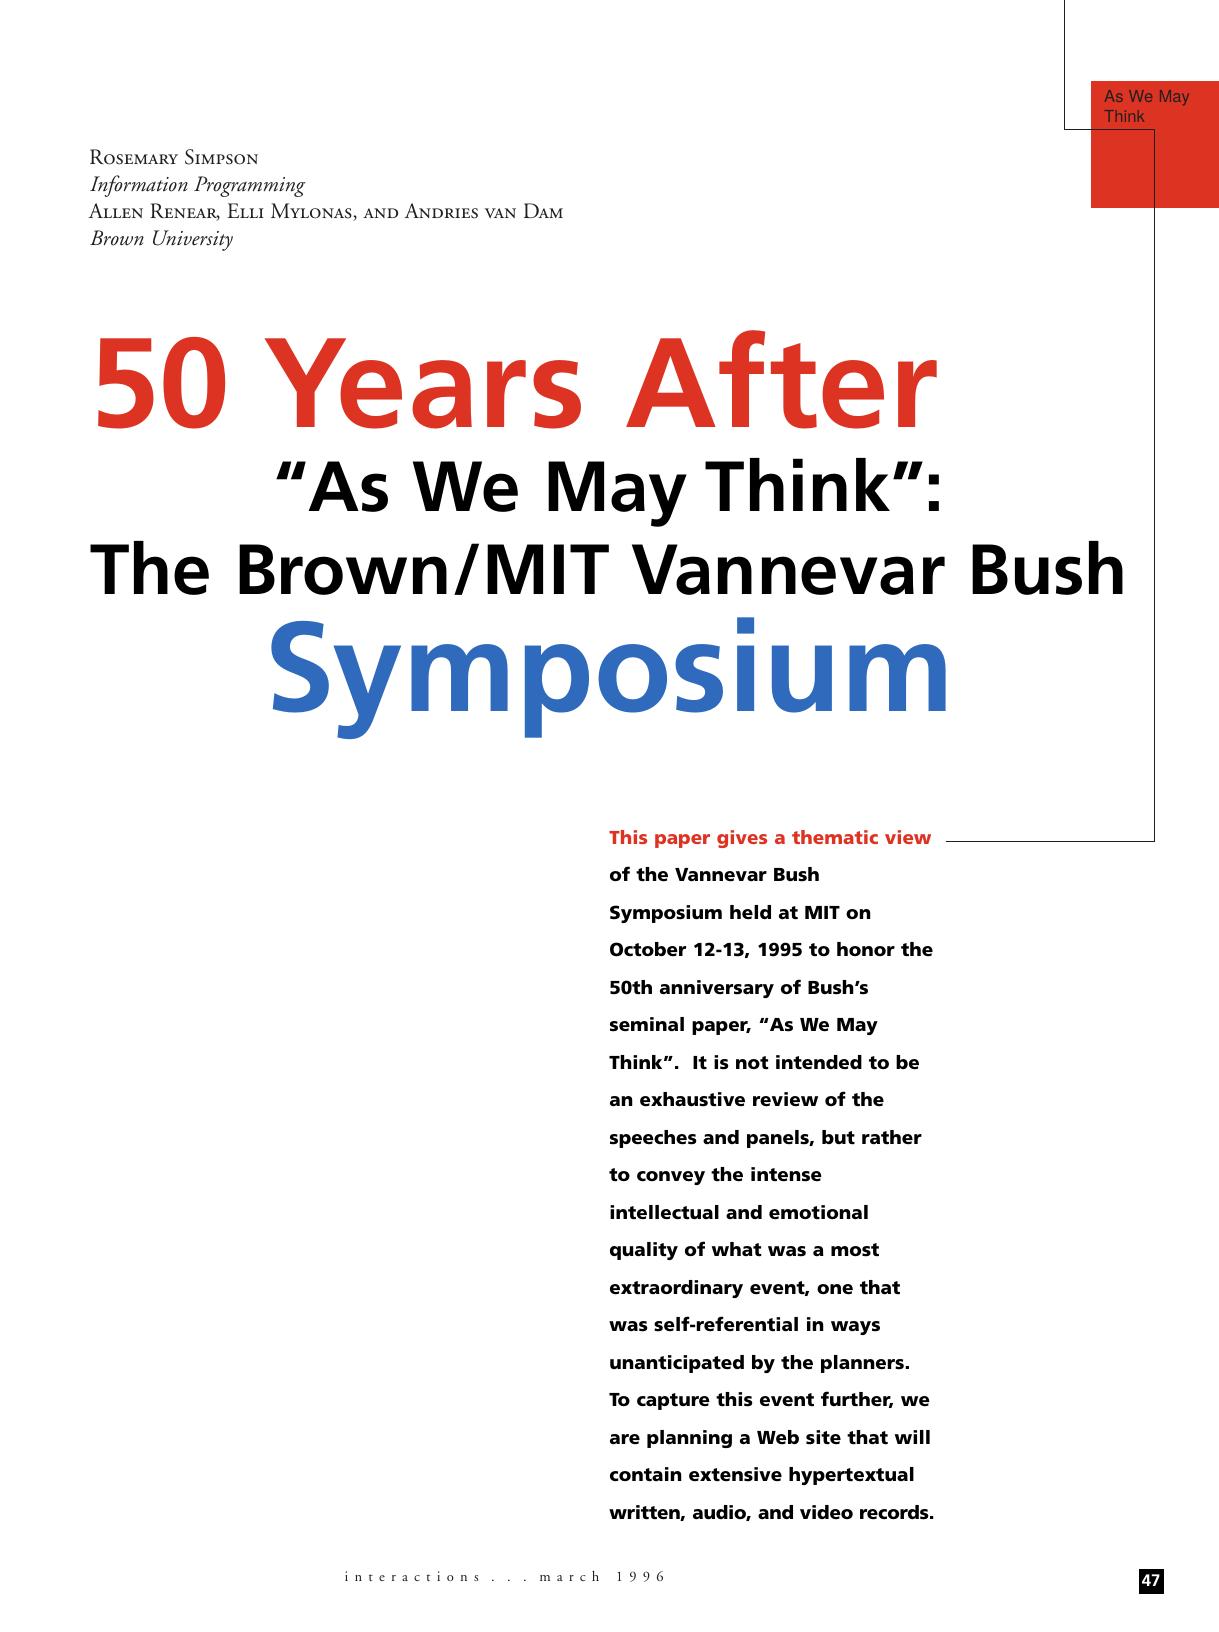 As We May
Think
Rosemary Simpson
Information Programming
Allen Renear, Elli Mylonas, and Andries van Dam
Brown University
50 Years After
“As We May Think”:
The Brown/MIT Vannevar Bush
Symposium
This paper gives a thematic view
of the Vannevar Bush
Symposium held at MIT on
October 12-13, 1995 to honor the
50th anniversary of Bush’s
seminal paper, “As We May
Think”.  It is not intended to be
an exhaustive review of the
speeches and panels, but rather
to convey the intense
intellectual and emotional
quality of what was a most
extraordinary event, one that
was self-referential in ways
unanticipated by the planners.
To capture this event further, we
are planning a Web site that will
contain extensive hypertextual
written, audio, and video records.
interactions . . . march 1996
47